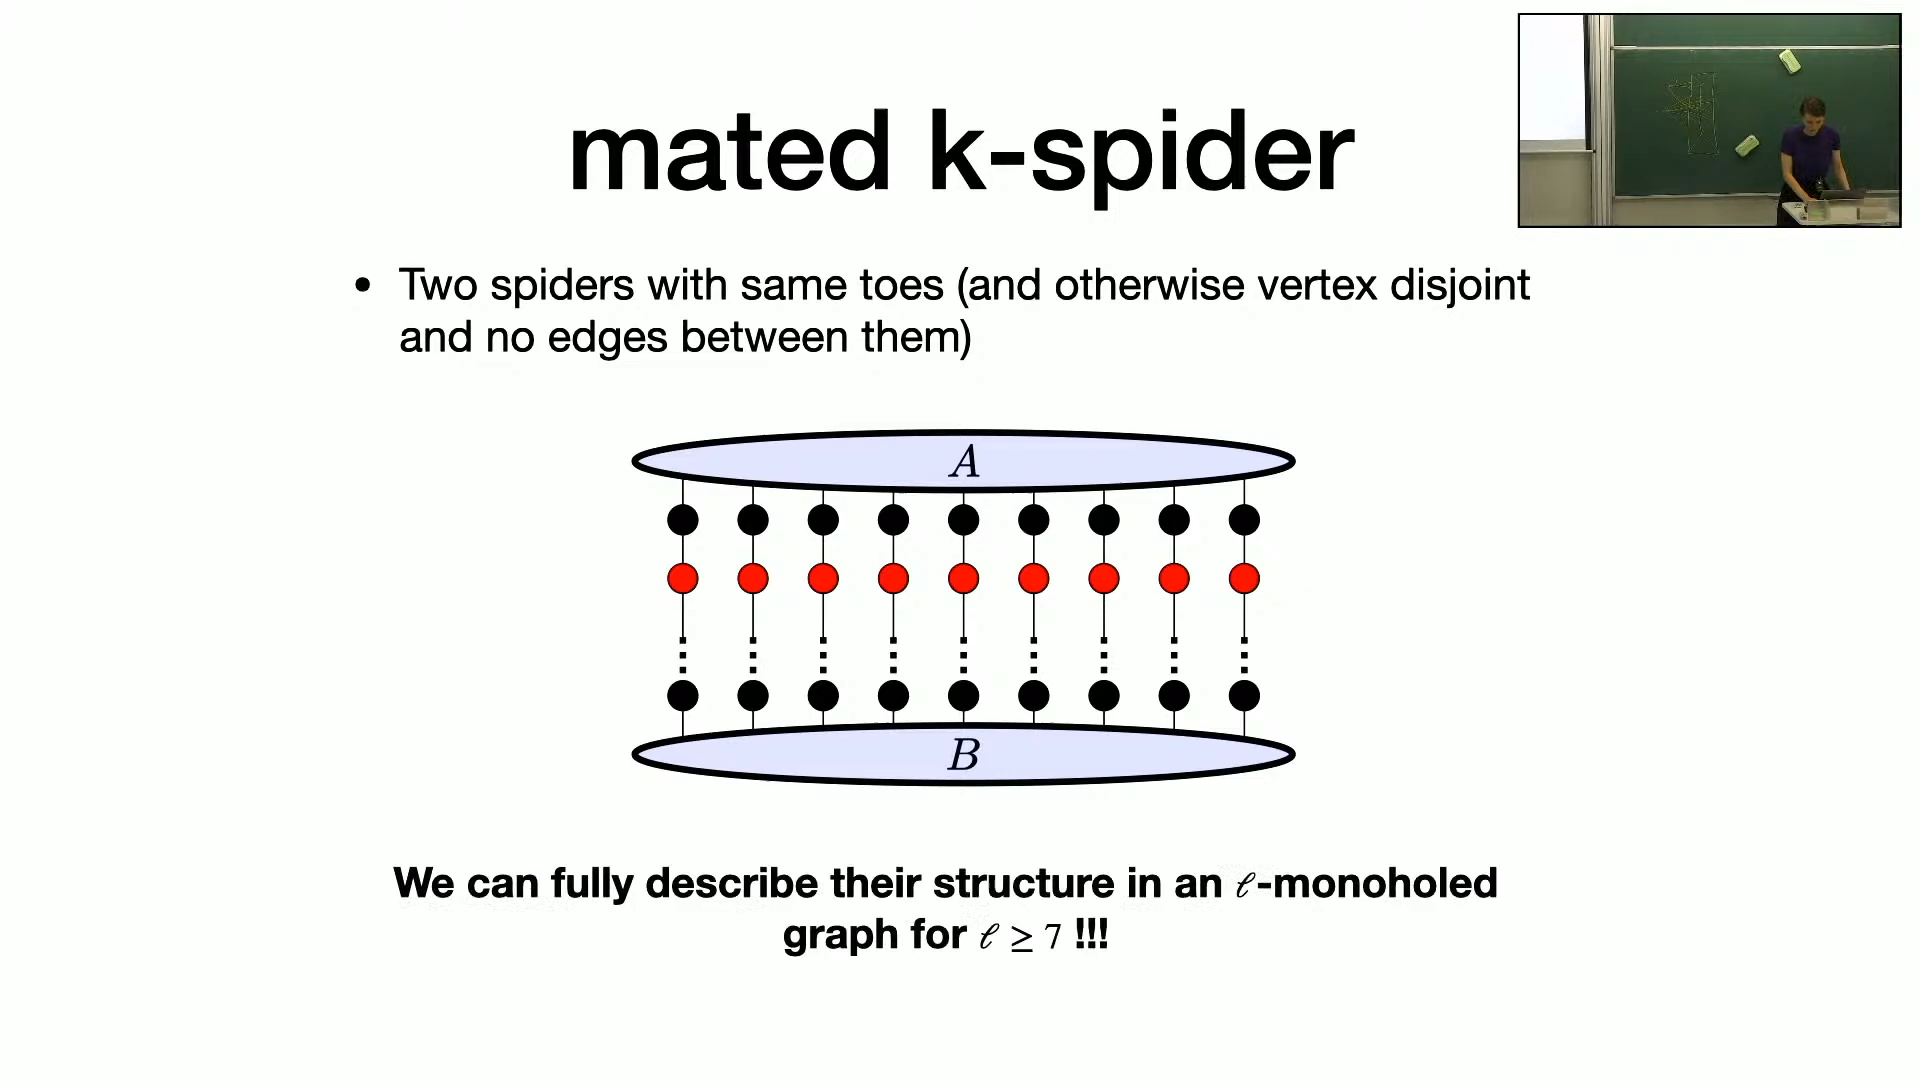 mated k-spider
• Two spiders with same toes (and otherwise vertex disjoint
and no edges between them)
A
B
We can fully describe their structure in an ℓ-monoholed
graph for ℓ ≥ 7 !!!